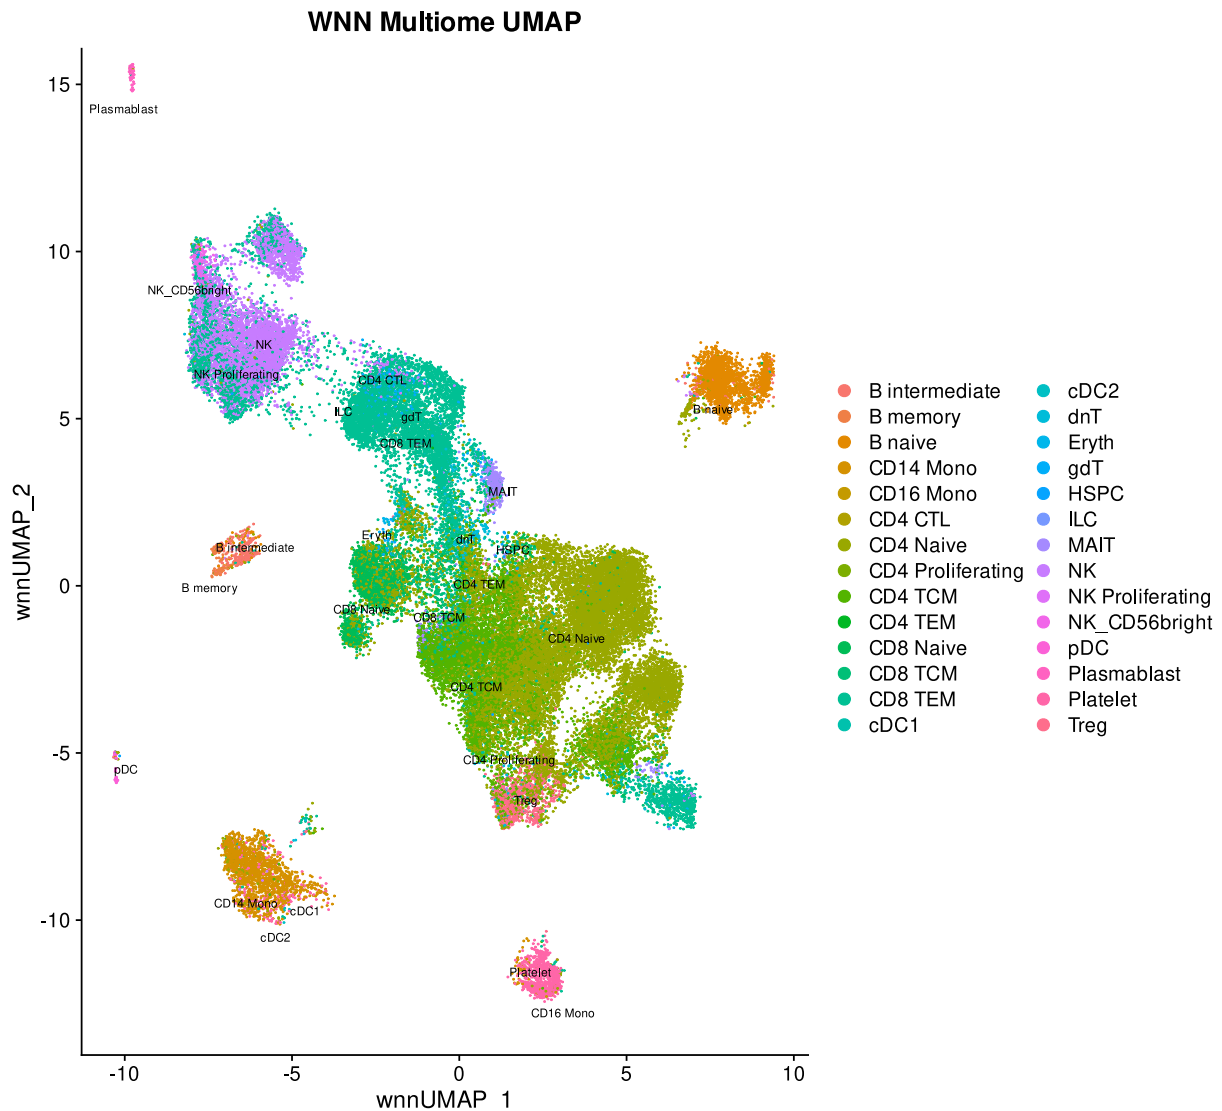 WNN Multiome UMAP
15
10
5
0
-5
-10
wnnUMAP_2
-10
-5
0
5
10
wnnUMAP_1
Plasmablast
NK_CD56bright
NK
NK Proliferating
CD4 CTL
ILC
gdT
CD8 TEM
B naive
MAIT
Eryth
dnT
HSPC
B intermediate
B memory
CD4 TEM
CD8 Naive
CD8 TCM
CD4 Naive
CD4 TCM
CD4 Proliferating
pDC
Treg
CD14 Mono
cDC1
cDC2
Platelet
CD16 Mono
B intermediate
B memory
B naive
CD14 Mono
CD16 Mono
CD4 CTL
CD4 Naive
CD4 Proliferating
CD4 TCM
CD4 TEM
CD8 Naive
CD8 TCM
CD8 TEM
cDC1
cDC2
dnT
Eryth
gdT
HSPC
ILC
MAIT
NK
NK Proliferating
NK_CD56bright
pDC
Plasmablast
Platelet
Treg